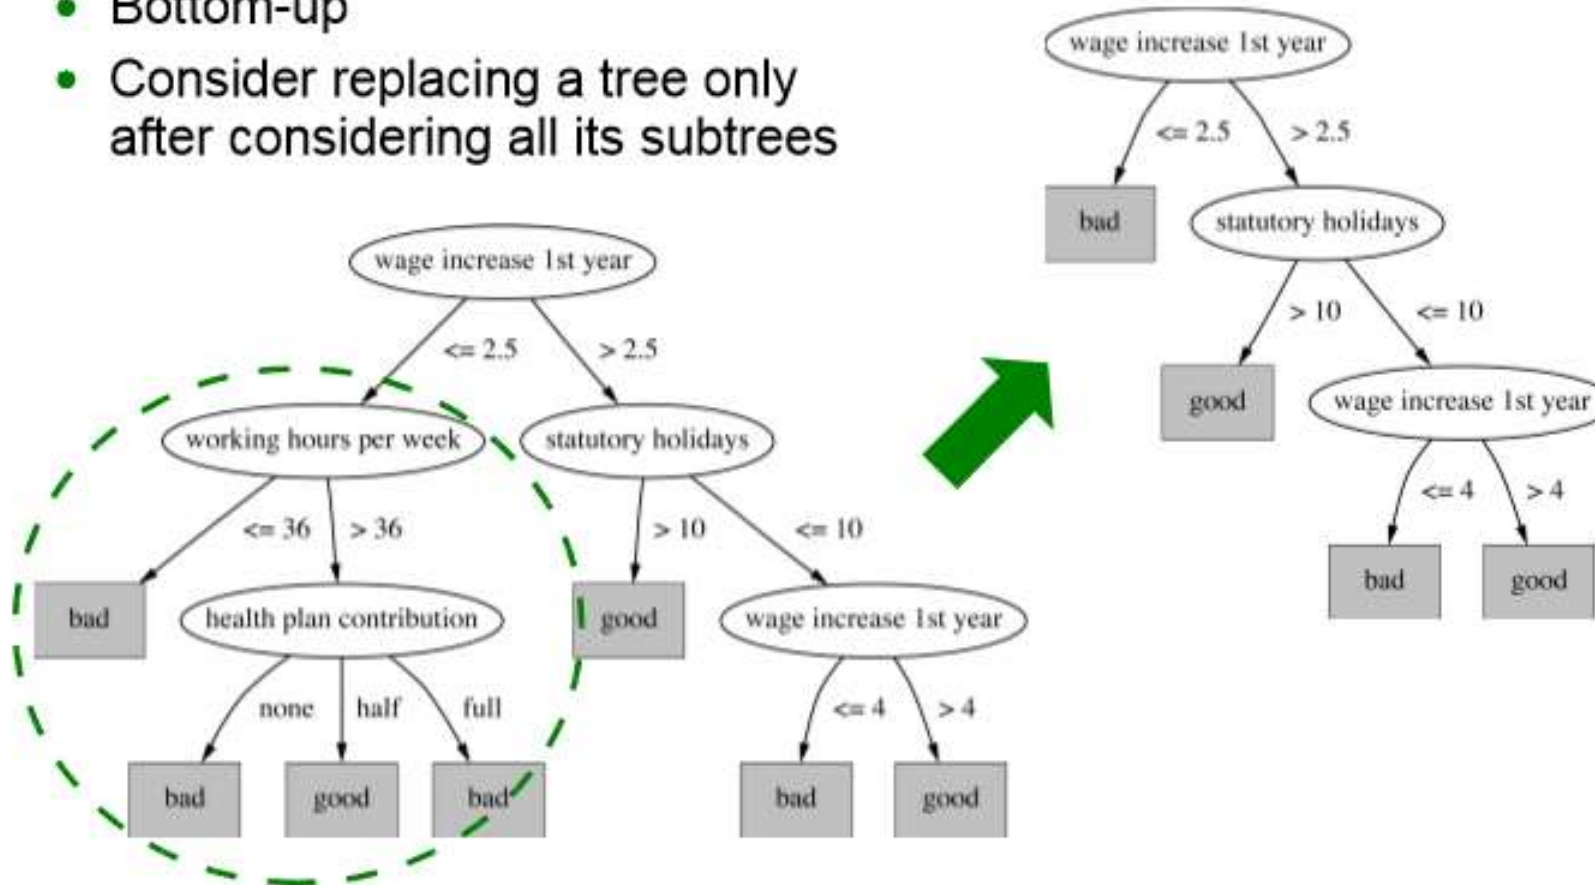 • Bottom-up
• Consider replacing a tree only
after considering all its subtrees
wage increase 1st year
<= 2.5
> 2.5
working hours per week
statutory holidays
<= 36
> 36
> 10
<= 10
bad
health plan contribution
good
wage increase 1st year
none
half
full
<= 4
> 4
bad
good
bad
bad
good
wage increase 1st year
<= 2.5
> 2.5
bad
statutory holidays
> 10
<= 10
good
wage increase 1st year
<= 4
> 4
bad
good